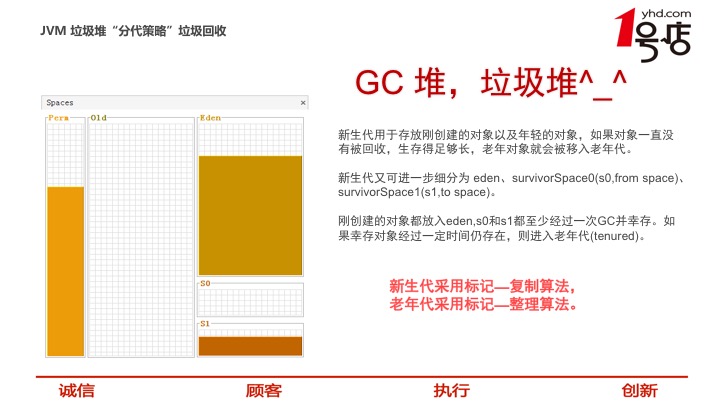 JVM 垃圾堆“分代策略”垃圾回收
yhd.com
1号店
GC 堆，垃圾堆^_^
Spaces
×
Perm
Old
Eden
S0
S1
新生代用于存放刚创建的对象以及年轻的对象，如果对象一直没
有被回收，生存得足够长，老年对象就会被移入老年代。
新生代又可进一步细分为 eden、survivorSpace0(s0,from space)、
survivorSpace1(s1,to space)。
刚创建的对象都放入eden,s0和s1都至少经过一次GC并幸存。如
果幸存对象经过一定时间仍存在，则进入老年代(tenured)。
新生代采用标记—复制算法，
老年代采用标记—整理算法。
诚信
顾客
执行
创新